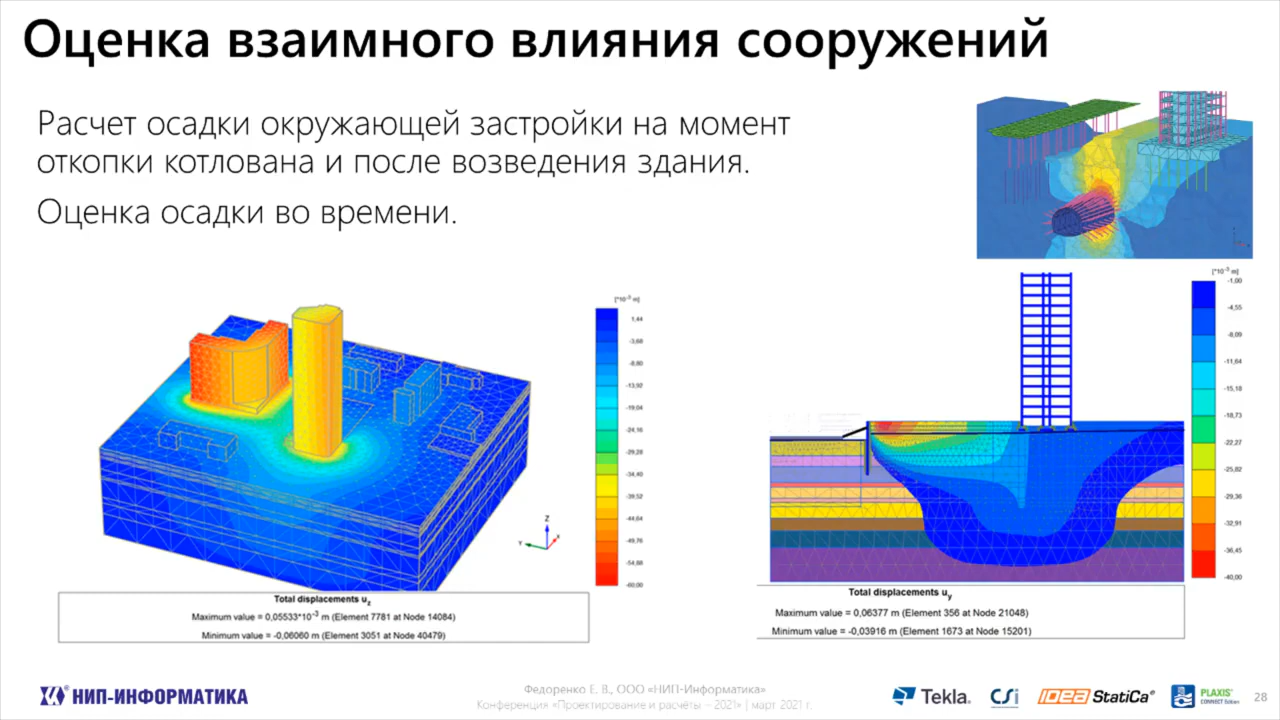 Оценка взаимного влияния сооружений
Расчет осадки окружающей застройки на момент
откопки котлована и после возведения здания.
Оценка осадки во времени.
[*10⁻³ m]
1,44
-3,68
-8,80
-13,92
-19,04
-24,16
-29,28
-34,40
-39,52
-44,64
-49,76
-54,88
-60,00
Z
Y
X
Total displacements uz
Maximum value = 0,05533*10⁻³ m (Element 7781 at Node 14084)
Minimum value = -0,06060 m (Element 3051 at Node 40479)
[*10⁻³ m]
-1,00
-4,55
-8,09
-11,64
-15,18
-18,73
-22,27
-25,82
-29,36
-32,91
-36,45
-40,00
Total displacements uy
Maximum value = 0,06377 m (Element 356 at Node 21048)
Minimum value = -0,03916 m (Element 1673 at Node 15201)
НИП-ИНФОРМАТИКА
Федоренко Е. В., ООО «НИП-Информатика»
Конференция «Проектирование и расчёты – 2021» | март 2021 г.
Tekla
CSi
IDEA StatiCa®
PLAXIS®
CONNECT Edition
28